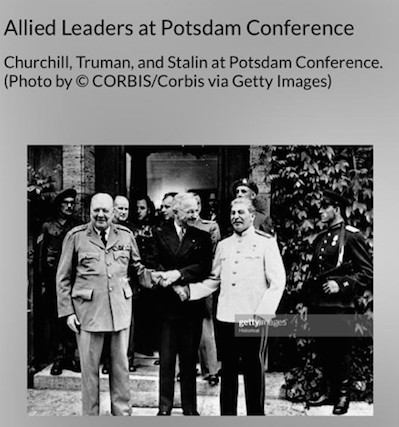 Allied Leaders at Potsdam Conference
Churchill, Truman, and Stalin at Potsdam Conference.
(Photo by © CORBIS/Corbis via Getty Images)
gettyimages
Historical